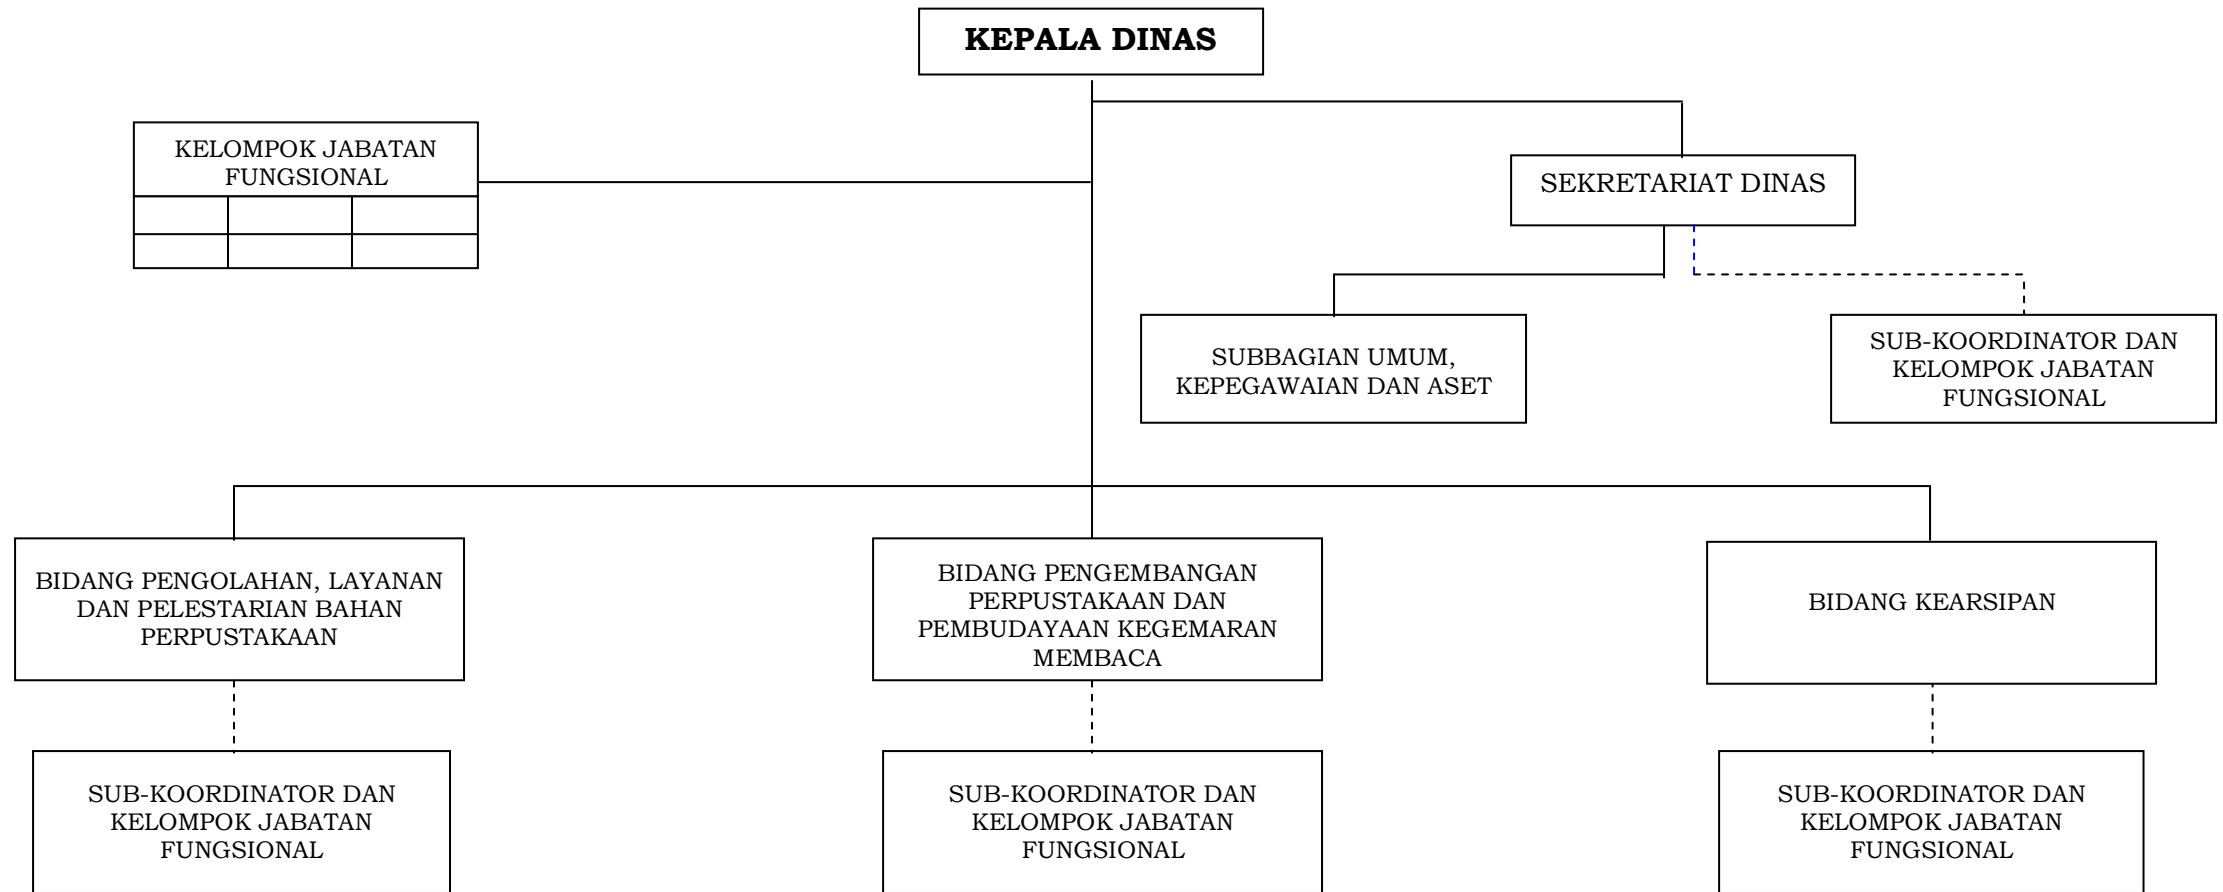 KEPALA DINAS
KELOMPOK JABATAN
FUNGSIONAL
SEKRETARIAT DINAS
SUBBAGIAN UMUM,
KEPEGAWAIAN DAN ASET
SUB-KOORDINATOR DAN
KELOMPOK JABATAN
FUNGSIONAL
BIDANG PENGOLAHAN, LAYANAN
DAN PELESTARIAN BAHAN
PERPUSTAKAAN
BIDANG PENGEMBANGAN
PERPUSTAKAAN DAN
PEMBUDAYAAN KEGEMARAN
MEMBACA
BIDANG KEARSIPAN
SUB-KOORDINATOR DAN
KELOMPOK JABATAN
FUNGSIONAL
SUB-KOORDINATOR DAN
KELOMPOK JABATAN
FUNGSIONAL
SUB-KOORDINATOR DAN
KELOMPOK JABATAN
FUNGSIONAL